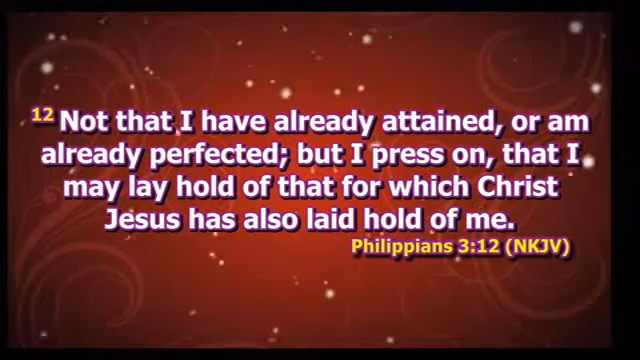 12 Not that I have already attained, or am
already perfected; but I press on, that I
may lay hold of that for which Christ
Jesus has also laid hold of me.
Philippians 3:12 (NKJV)